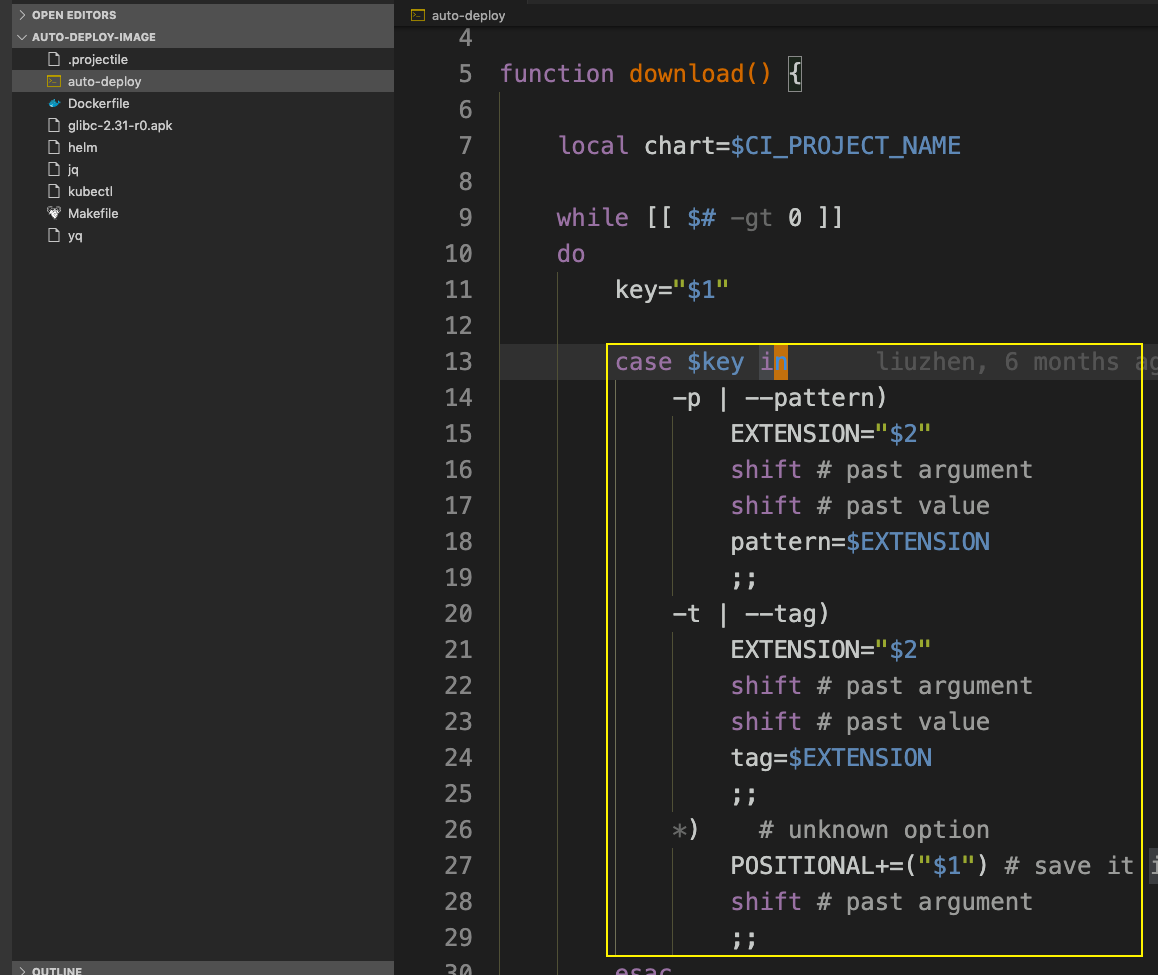 OPEN EDITORS
AUTO-DEPLOY-IMAGE
.projectile
auto-deploy
Dockerfile
glibc-2.31-r0.apk
helm
jq
kubectl
Makefile
yq
OUTLINE
auto-deploy
4
5 function download() {
6
7 local chart=$CI_PROJECT_NAME
8
9 while [[ $# -gt 0 ]]
10 do
11 key="$1"
12
13 case $key in liuzhen, 6 months
14 -p | --pattern)
15 EXTENSION="$2"
16 shift # past argument
17 shift # past value
18 pattern=$EXTENSION
19 ;;
20 -t | --tag)
21 EXTENSION="$2"
22 shift # past argument
23 shift # past value
24 tag=$EXTENSION
25 ;;
26 *) # unknown option
27 POSITIONAL+=("$1") # save it
28 shift # past argument
29 ;;
30 esac